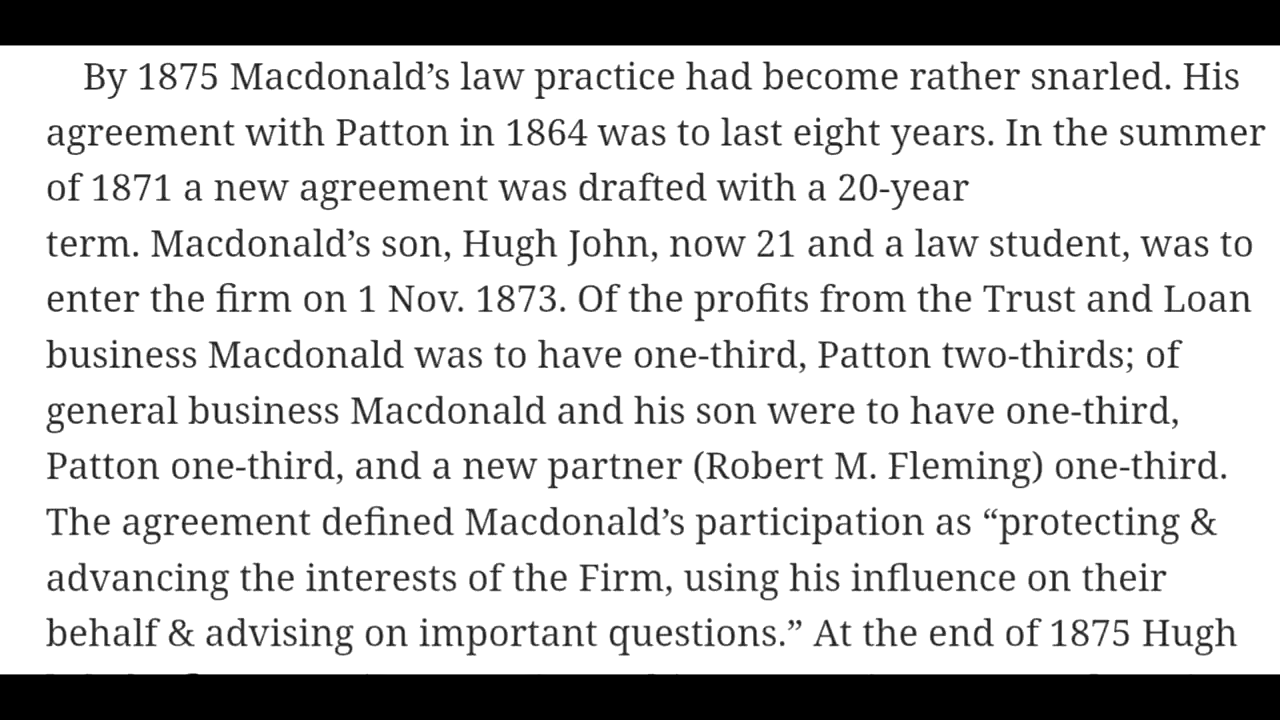 By 1875 Macdonald’s law practice had become rather snarled. His
agreement with Patton in 1864 was to last eight years. In the summer
of 1871 a new agreement was drafted with a 20-year
term. Macdonald’s son, Hugh John, now 21 and a law student, was to
enter the firm on 1 Nov. 1873. Of the profits from the Trust and Loan
business Macdonald was to have one-third, Patton two-thirds; of
general business Macdonald and his son were to have one-third,
Patton one-third, and a new partner (Robert M. Fleming) one-third.
The agreement defined Macdonald’s participation as “protecting &
advancing the interests of the Firm, using his influence on their
behalf & advising on important questions.” At the end of 1875 Hugh